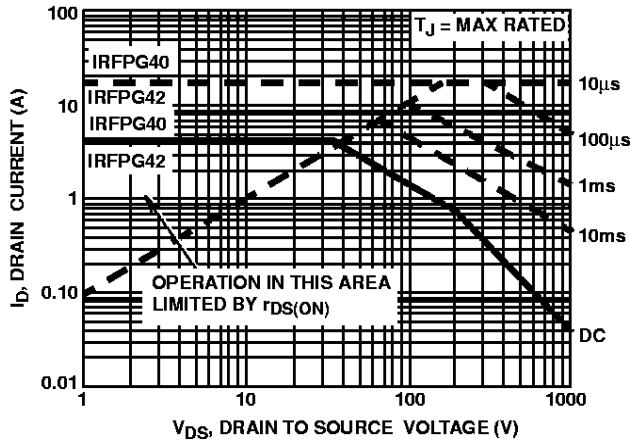 100
T_J = MAX RATED
IRFPG40
10µs
IRFPG42
10
IRFPG40
100µs
IRFPG42
1ms
1
10ms
OPERATION IN THIS AREA
LIMITED BY r_DS(ON)
0.10
DC
0.01
1
10
100
1000
I_D, DRAIN CURRENT (A)
V_DS, DRAIN TO SOURCE VOLTAGE (V)